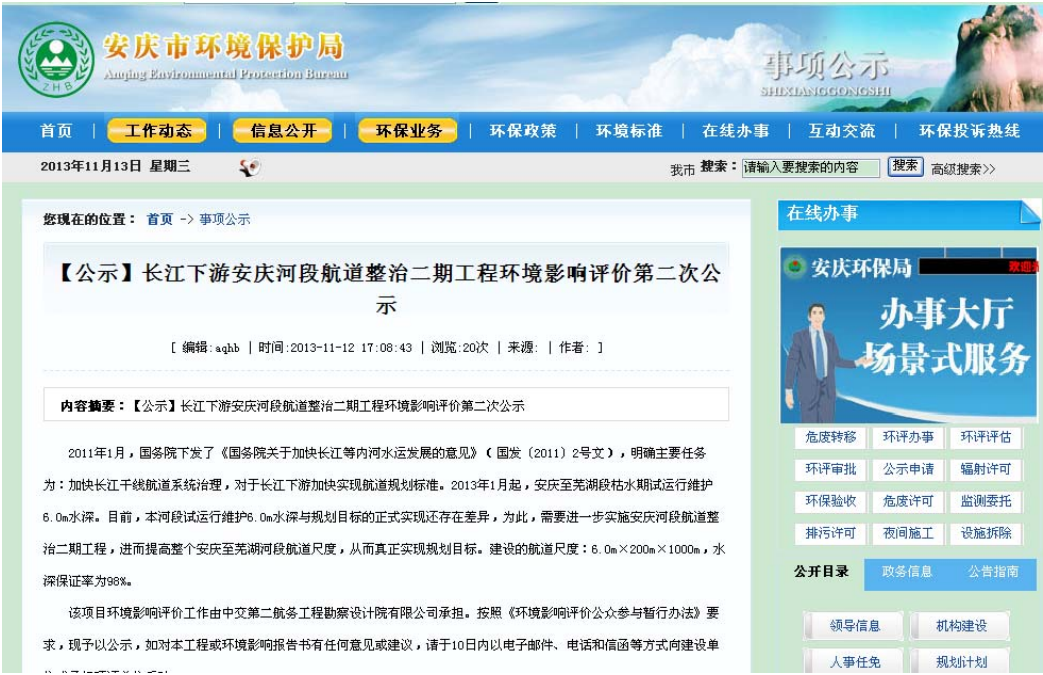 安庆市环境保护局
Anqing Environmental Protection Bureau
ZHB
事项公示
SHIXIANGGONGSHI
首页 | 工作动态 | 信息公开 | 环保业务 | 环保政策 | 环境标准 | 在线办事 | 互动交流 | 环保投诉热线
2013年11月13日 星期三
我市 搜索：请输入要搜索的内容 搜索 高级搜索>>
您现在的位置： 首页 -> 事项公示
【公示】长江下游安庆河段航道整治二期工程环境影响评价第二次公
示
[ 编辑:aqhb | 时间:2013-11-12 17:08:43 | 浏览:20次 | 来源: | 作者: ]
内容摘要：【公示】长江下游安庆河段航道整治二期工程环境影响评价第二次公示
2011年1月，国务院下发了《国务院关于加快长江等内河水运发展的意见》（国发〔2011〕2号文），明确主要任务
为：加快长江干线航道系统治理，对于长江下游加快实现航道规划标准。2013年1月起，安庆至芜湖段枯水期试运行维护
6.0m水深。目前，本河段试运行维护6.0m水深与规划目标的正式实现还存在差异，为此，需要进一步实施安庆河段航道整
治二期工程，进而提高整个安庆至芜湖河段航道尺度，从而真正实现规划目标。建设的航道尺度：6.0m×200m×1000m，水
深保证率为98%。
该项目环境影响评价工作由中交第二航务工程勘察设计院有限公司承担。按照《环境影响评价公众参与暂行办法》要
求，现予以公示，如对本工程或环境影响报告书有任何意见或建议，请于10日内以电子邮件、电话和信函等方式向建设单
在线办事
安庆环保局
欢迎
办事大厅
场景式服务
危废转移 环评办事 环评评估
环评审批 公示申请 辐射许可
环保验收 危废许可 监测委托
排污许可 夜间施工 设施拆除
公开目录 政务信息 公告指南
领导信息 机构建设
人事任免 规划计划